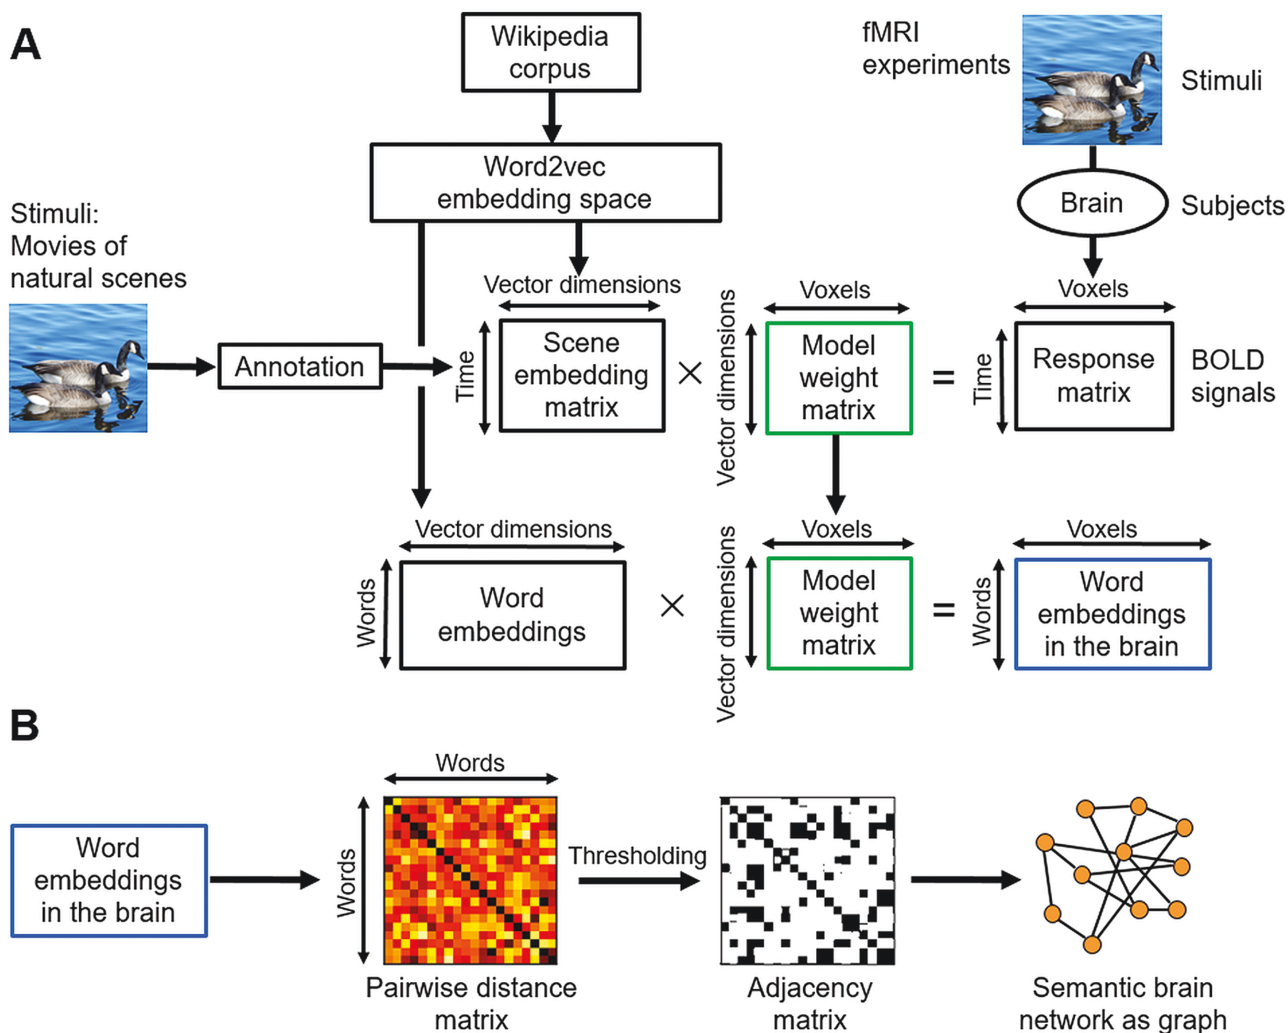 A
Wikipedia
corpus
fMRI
experiments
Stimuli
Word2vec
embedding space
Brain
Subjects
Stimuli:
Movies of
natural scenes
Vector dimensions
Voxels
Voxels
Annotation
Time
Scene
embedding
matrix
×
Vector dimensions
Model
weight
matrix
=
Time
Response
matrix
BOLD
signals
Vector dimensions
Voxels
Voxels
Words
Word
embeddings
×
Vector dimensions
Model
weight
matrix
=
Words
Word
embeddings
in the brain
B
Words
Word
embeddings
in the brain
Words
Thresholding
Pairwise distance
matrix
Adjacency
matrix
Semantic brain
network as graph